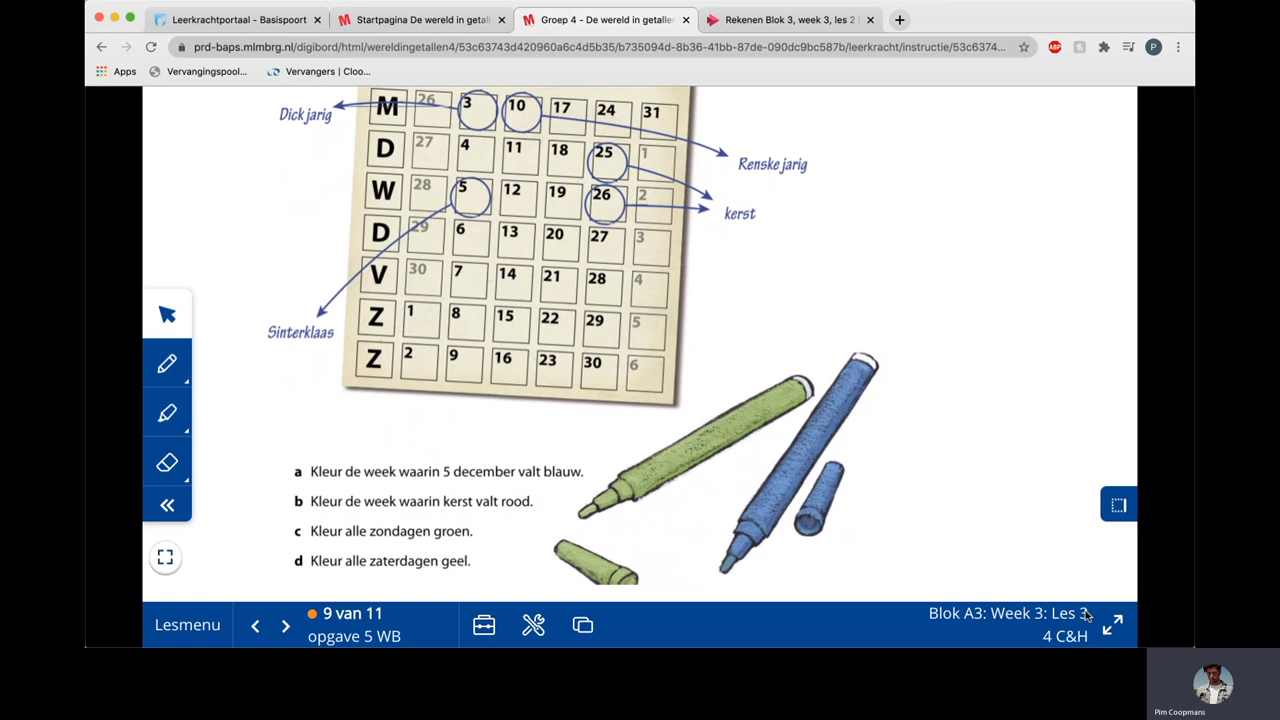 Leerkrachtportaal - Basispoort
Startpagina De wereld in getal
Groep 4 - De wereld in getallen
Rekenen Blok 3, week 3, les 2
prd-baps.mlmbrg.nl/digibord/html/wereldingetallen4/53c63743d420960a6c4d5b35/b735094d-8b36-41bb-87de-0900c9bc587b/leerkracht/instructie/53c6374...
ABP
P
Apps
Vervangingspool...
Vervangers | Cloo...
Dick jarig
M 26 3 10 17 24 31
D 27 4 11 18 25 1
Renske jarig
W 28 5 12 19 26 2
kerst
D 29 6 13 20 27 3
V 30 7 14 21 28 4
Z 1 8 15 22 29 5
Sinterklaas
Z 2 9 16 23 30 6
a Kleur de week waarin 5 december valt blauw.
b Kleur de week waarin kerst valt rood.
c Kleur alle zondagen groen.
d Kleur alle zaterdagen geel.
Lesmenu
9 van 11
opgave 5 WB
Blok A3: Week 3: Les 3
4 C&H
Pim Coopmans